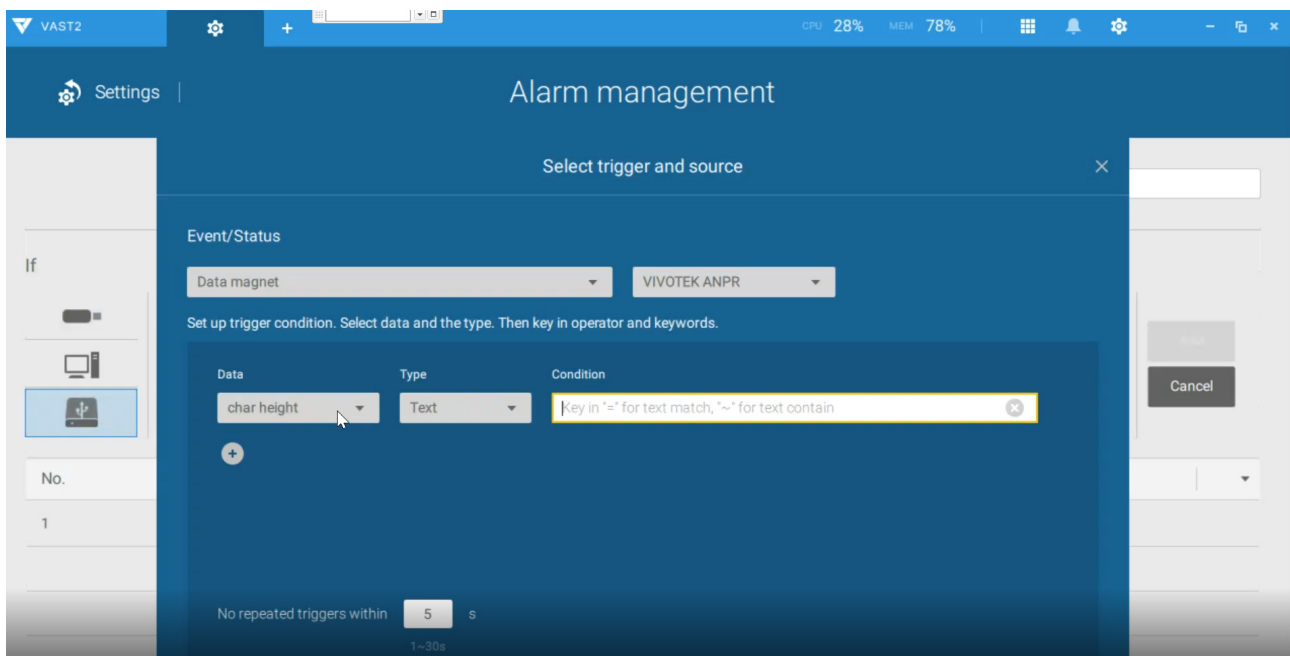 VAST2
+
CPU 28% MEM 78%
Settings
Alarm management
Select trigger and source
Event/Status
If
Data magnet
VIVOTEK ANPR
Set up trigger condition. Select data and the type. Then key in operator and keywords.
Data Type Condition
char height Text Key in "=" for text match, "~" for text contain
Add
Cancel
No.
1
No repeated triggers within 5 s
1~30s